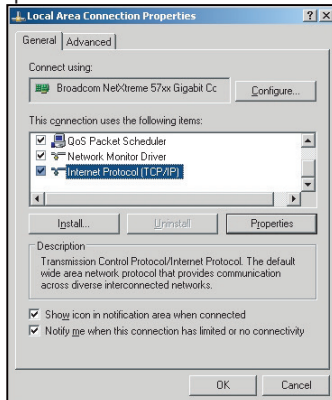 Local Area Connection Properties
General
Advanced
Connect using:
Broadcom NetXtreme 57xx Gigabit Cc
Configure...
This connection uses the following items:
QoS Packet Scheduler
Network Monitor Driver
Internet Protocol (TCP/IP)
Install...
Uninstall
Properties
Description
Transmission Control Protocol/Internet Protocol. The default
wide area network protocol that provides communication
across diverse interconnected networks.
Show icon in notification area when connected
Notify me when this connection has limited or no connectivity
OK
Cancel